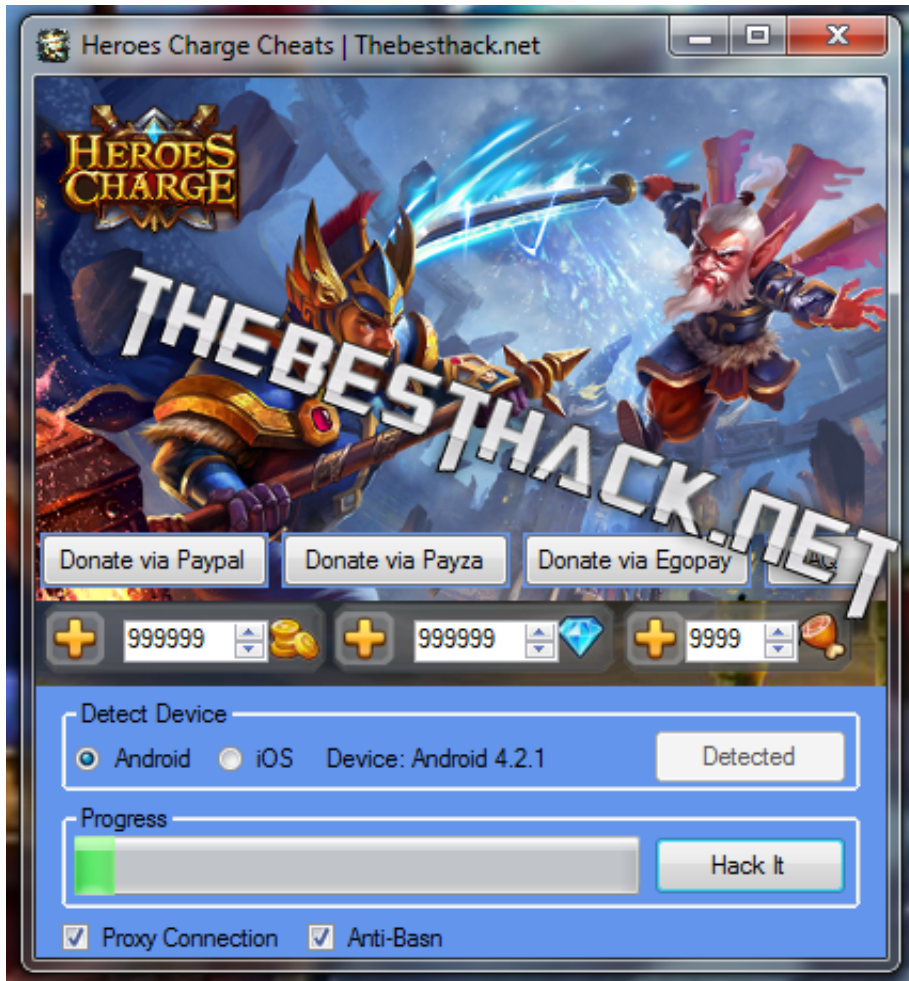 Heroes Charge Cheats | Thebesthack.net
HEROES
CHARGE
THEBESTHACK.NET
Donate via Paypal
Donate via Payza
Donate via Egopay
999999
999999
9999
Detect Device
Android
iOS
Device: Android 4.2.1
Detected
Progress
Hack It
Proxy Connection
Anti-Basn